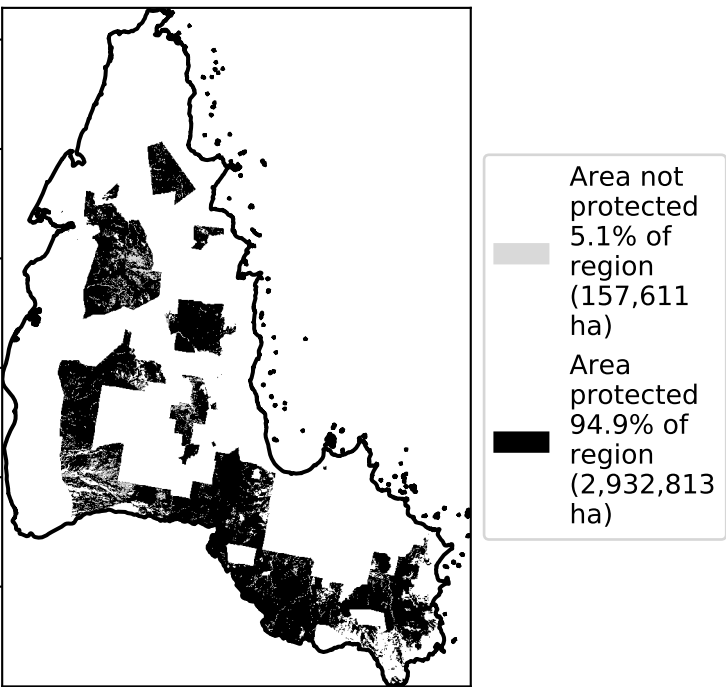 Area not
protected
5.1% of
region
(157,611
ha)
Area
protected
94.9% of
region
(2,932,813
ha)